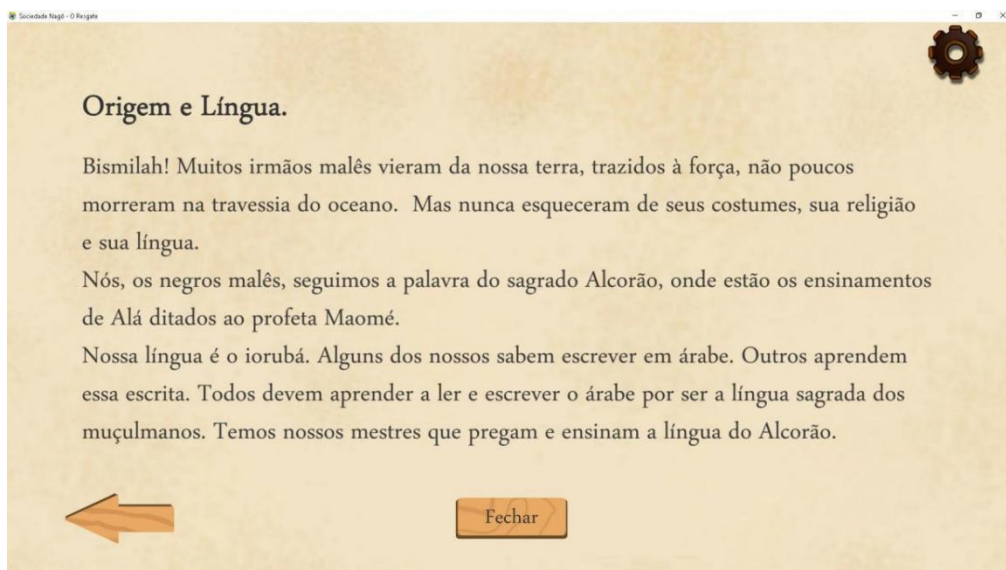 Sociedade Nagô - O Resgate
Origem e Língua.
Bismilah! Muitos irmãos malês vieram da nossa terra, trazidos à força, não poucos
morreram na travessia do oceano.  Mas nunca esqueceram de seus costumes, sua religião
e sua língua.
Nós, os negros malês, seguimos a palavra do sagrado Alcorão, onde estão os ensinamentos
de Alá ditados ao profeta Maomé.
Nossa língua é o iorubá. Alguns dos nossos sabem escrever em árabe. Outros aprendem
essa escrita. Todos devem aprender a ler e escrever o árabe por ser a língua sagrada dos
muçulmanos. Temos nossos mestres que pregam e ensinam a língua do Alcorão.
Fechar